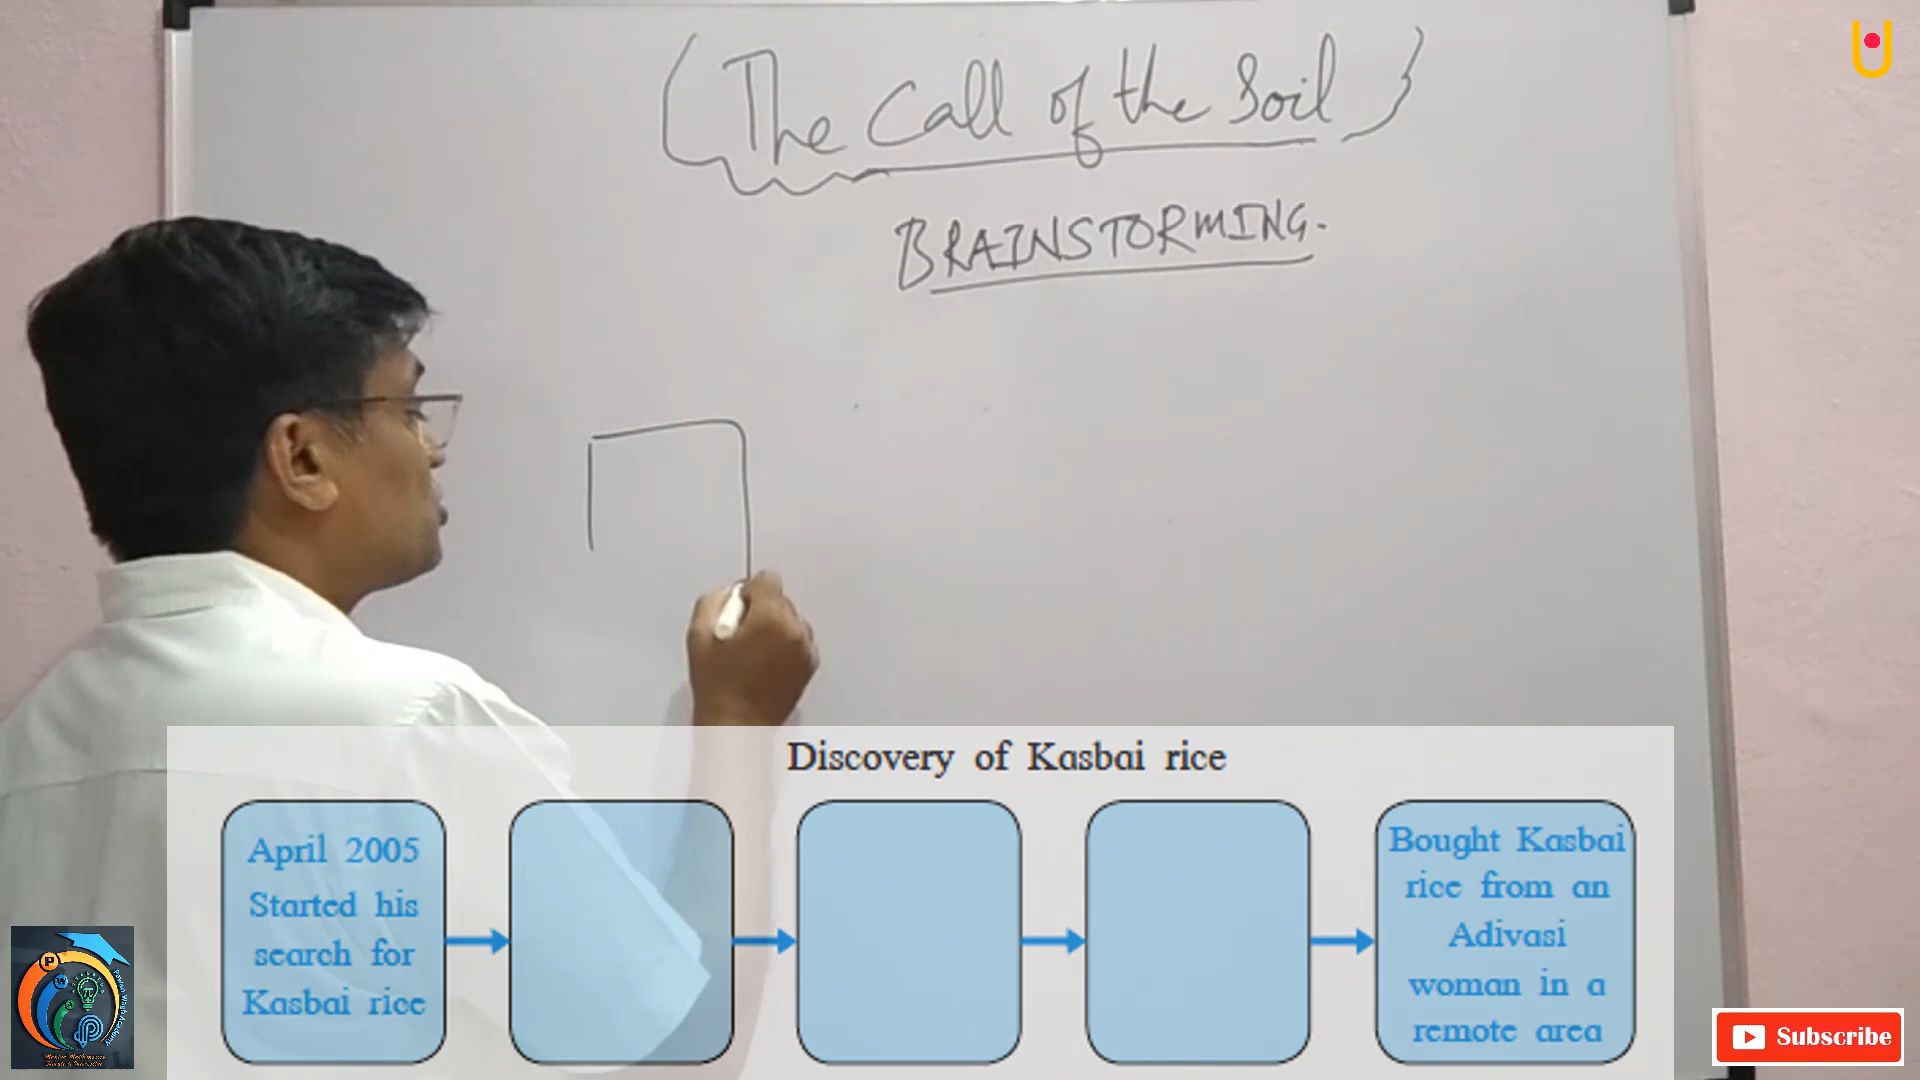 The Call of the Soil
BRAINSTORMING.
Discovery of Kasbai rice
April 2005
Started his
search for
Kasbai rice
Bought Kasbai
rice from an
Adivasi
woman in a
remote area
Subscribe